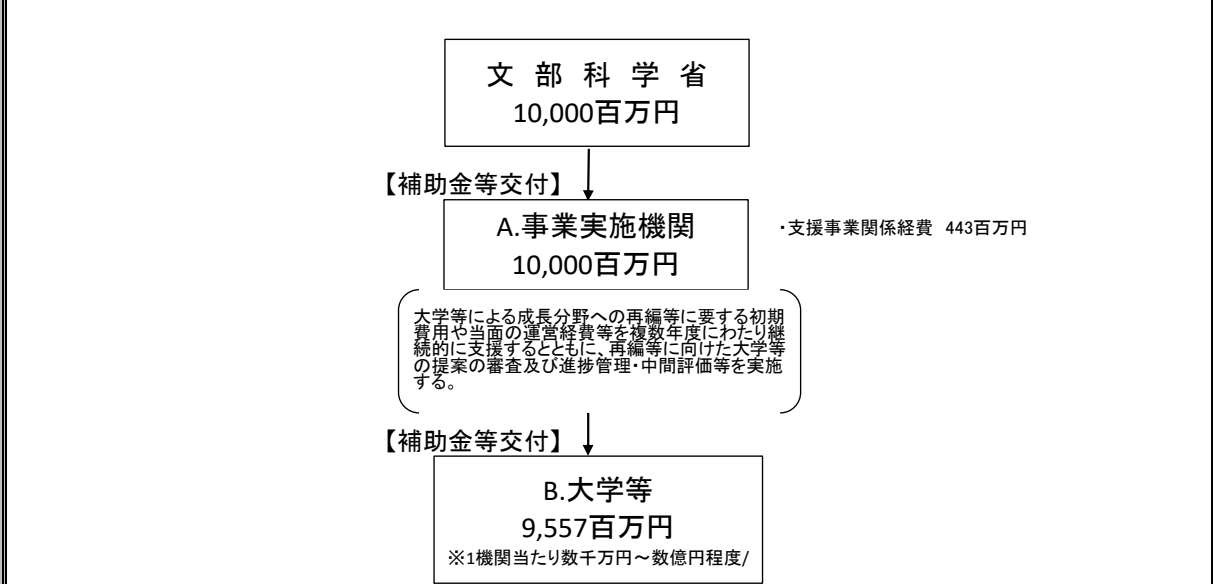 文 部 科 学 省
10,000百万円
【補助金等交付】
A.事業実施機関
10,000百万円
・支援事業関係経費 443百万円
大学等による成長分野への再編等に要する初期
費用や当面の運営経費等を複数年度にわたり継
続的に支援するとともに、再編等に向けた大学等
の提案の審査及び進捗管理・中間評価等を実施
する。
【補助金等交付】
B.大学等
9,557百万円
※1機関当たり数千万円～数億円程度/